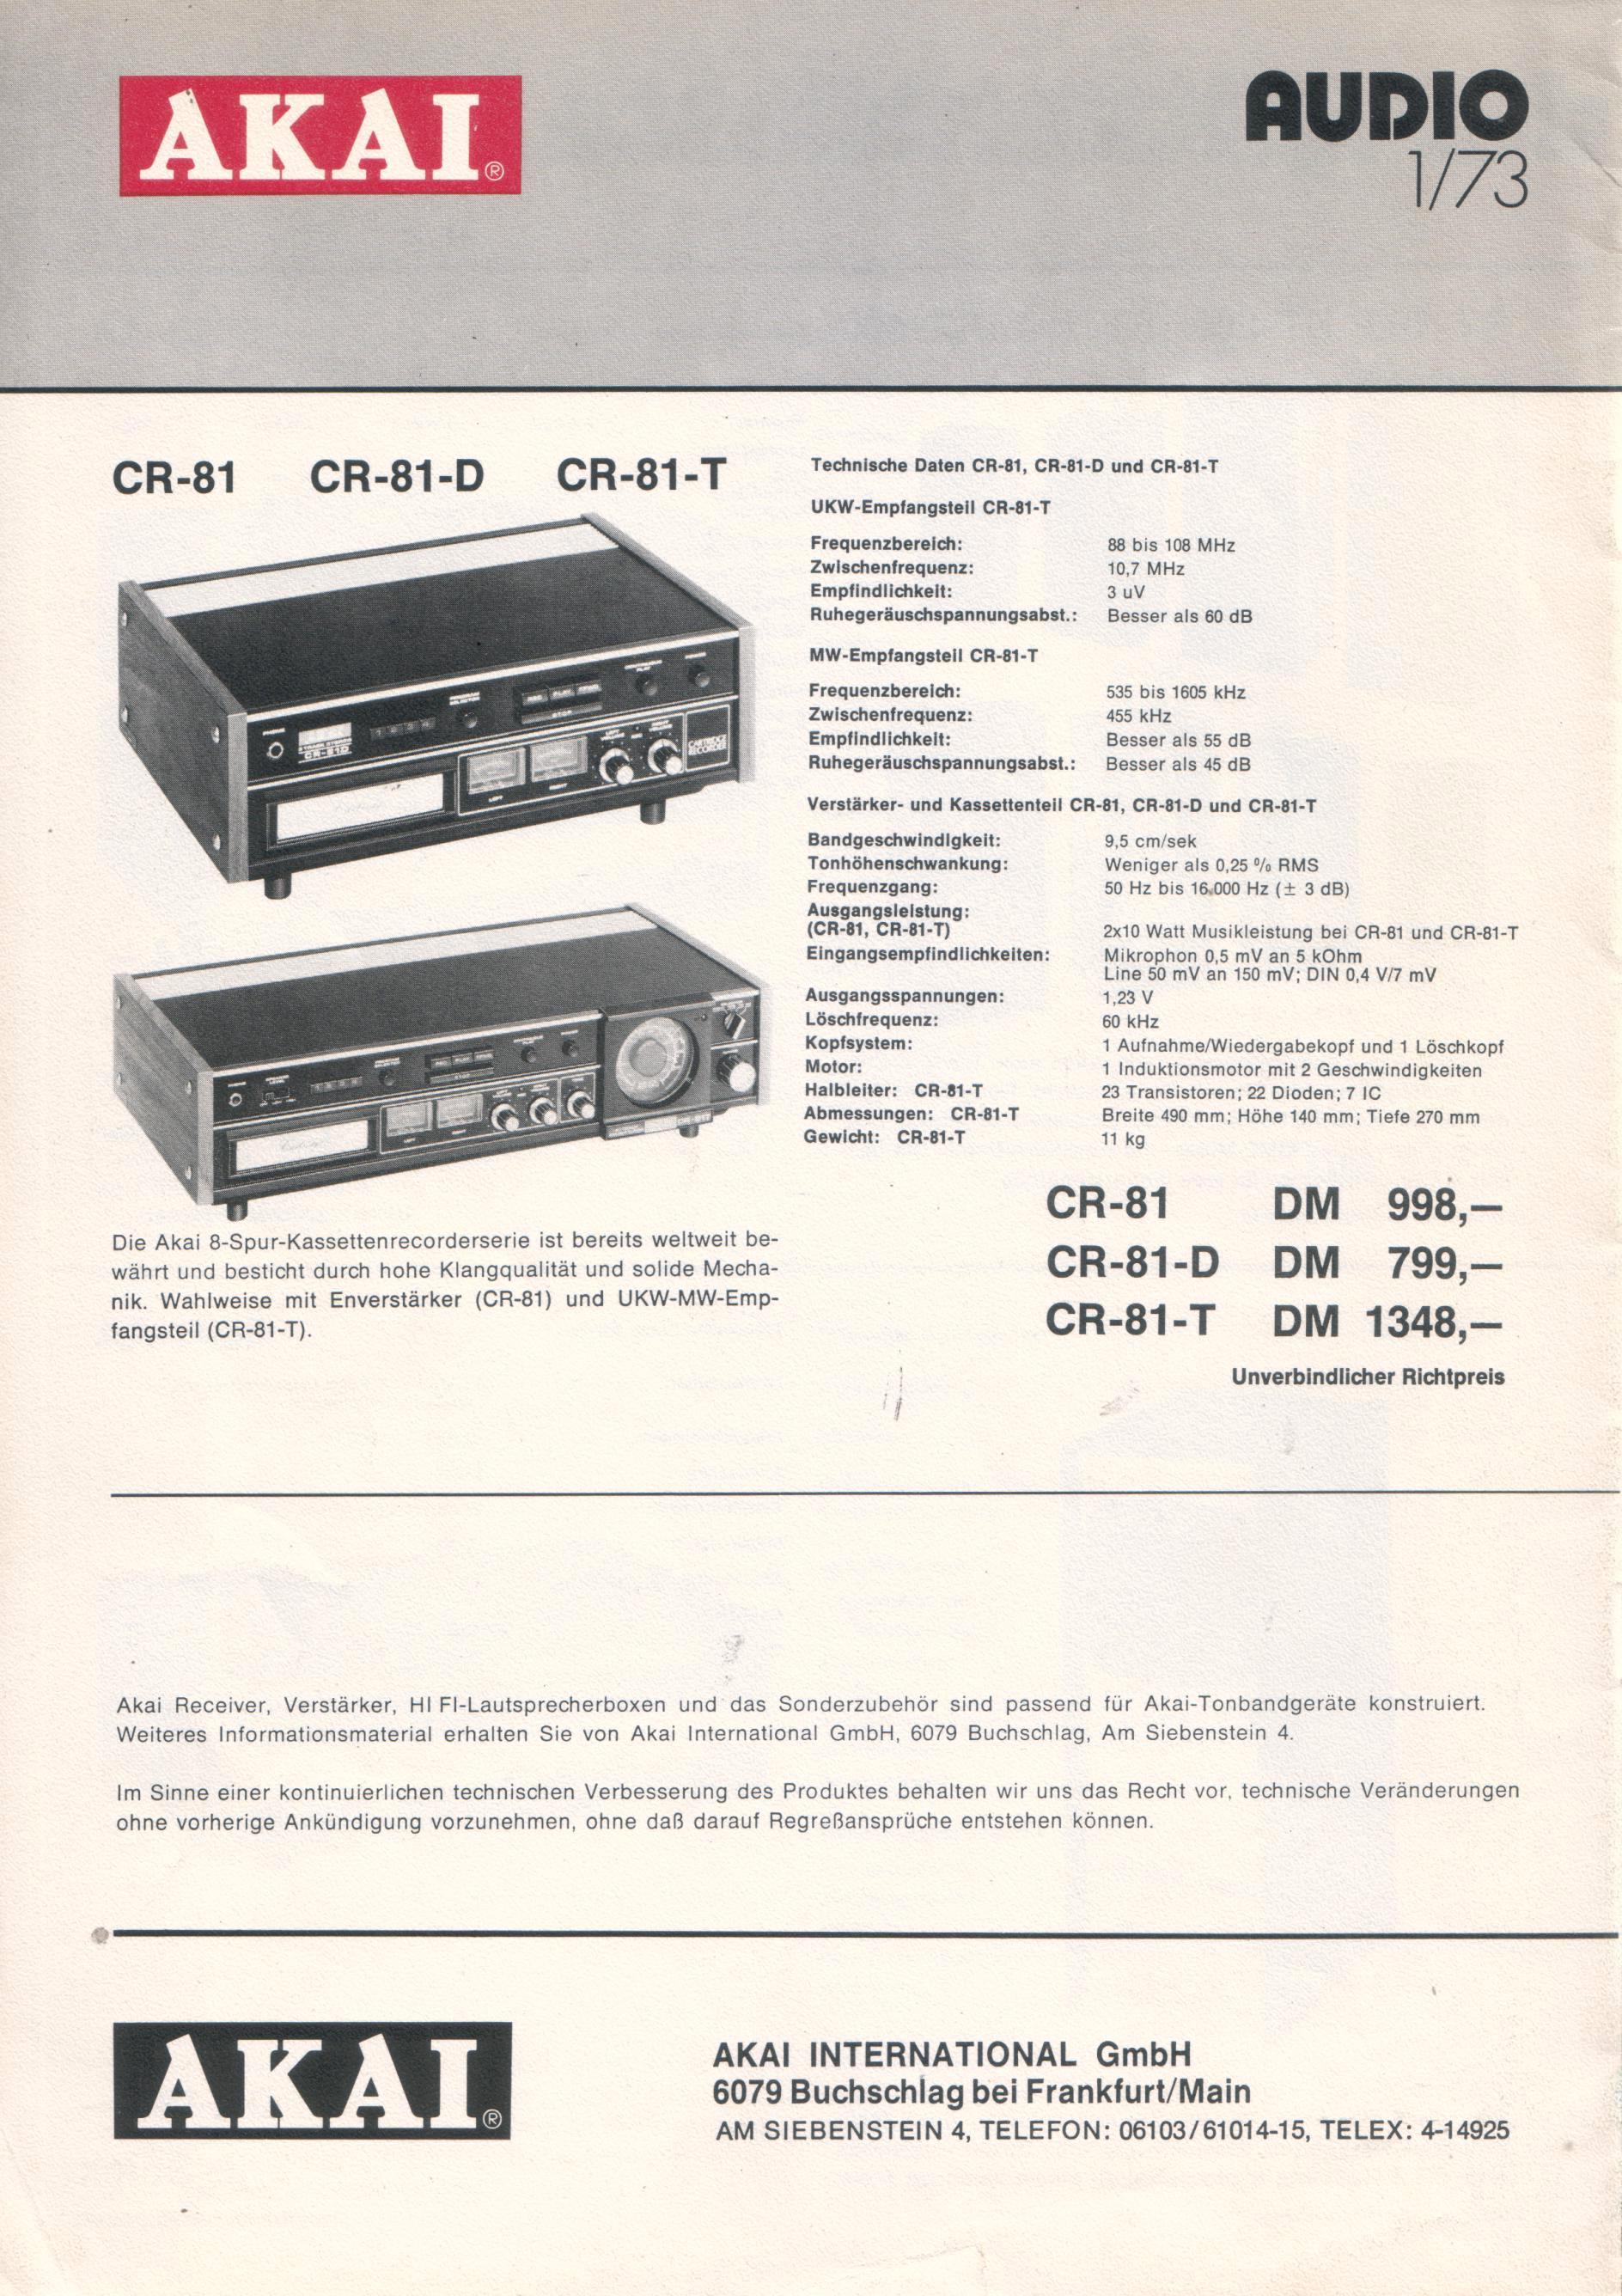 AKAI®
AUDIO
1/73
CR-81 CR-81-D CR-81-T
CR-81D
CARTRIDGE
RECORDER
LEFT RIGHT
STOP
Die Akai 8-Spur-Kassettenrecorderserie ist bereits weltweit be-
währt und besticht durch hohe Klangqualität und solide Mecha-
nik. Wahlweise mit Enverstärker (CR-81) und UKW-MW-Emp-
fangsteil (CR-81-T).
Technische Daten CR-81, CR-81-D und CR-81-T
UKW-Empfangsteil CR-81-T
Frequenzbereich: 88 bis 108 MHz
Zwischenfrequenz: 10,7 MHz
Empfindlichkeit: 3 uV
Ruhegeräuschspannungsabst.: Besser als 60 dB
MW-Empfangsteil CR-81-T
Frequenzbereich: 535 bis 1605 kHz
Zwischenfrequenz: 455 kHz
Empfindlichkeit: Besser als 55 dB
Ruhegeräuschspannungsabst.: Besser als 45 dB
Verstärker- und Kassettenteil CR-81, CR-81-D und CR-81-T
Bandgeschwindigkeit: 9,5 cm/sek
Tonhöhenschwankung: Weniger als 0,25 % RMS
Frequenzgang: 50 Hz bis 16.000 Hz (± 3 dB)
Ausgangsleistung:
(CR-81, CR-81-T) 2x10 Watt Musikleistung bei CR-81 und CR-81-T
Eingangsempfindlichkeiten: Mikrophon 0,5 mV an 5 kOhm
Line 50 mV an 150 mV; DIN 0,4 V/7 mV
Ausgangsspannungen: 1,23 V
Löschfrequenz: 60 kHz
Kopfsystem: 1 Aufnahme/Wiedergabekopf und 1 Löschkopf
Motor: 1 Induktionsmotor mit 2 Geschwindigkeiten
Halbleiter: CR-81-T 23 Transistoren; 22 Dioden; 7 IC
Abmessungen: CR-81-T Breite 490 mm; Höhe 140 mm; Tiefe 270 mm
Gewicht: CR-81-T 11 kg
CR-81 DM 998,—
CR-81-D DM 799,—
CR-81-T DM 1348,—
Unverbindlicher Richtpreis
Akai Receiver, Verstärker, HI FI-Lautsprecherboxen und das Sonderzubehör sind passend für Akai-Tonbandgeräte konstruiert.
Weiteres Informationsmaterial erhalten Sie von Akai International GmbH, 6079 Buchschlag, Am Siebenstein 4.
Im Sinne einer kontinuierlichen technischen Verbesserung des Produktes behalten wir uns das Recht vor, technische Veränderungen
ohne vorherige Ankündigung vorzunehmen, ohne daß darauf Regreßansprüche entstehen können.
AKAI®
AKAI INTERNATIONAL GmbH
6079 Buchschlag bei Frankfurt/Main
AM SIEBENSTEIN 4, TELEFON: 06103/61014-15, TELEX: 4-14925